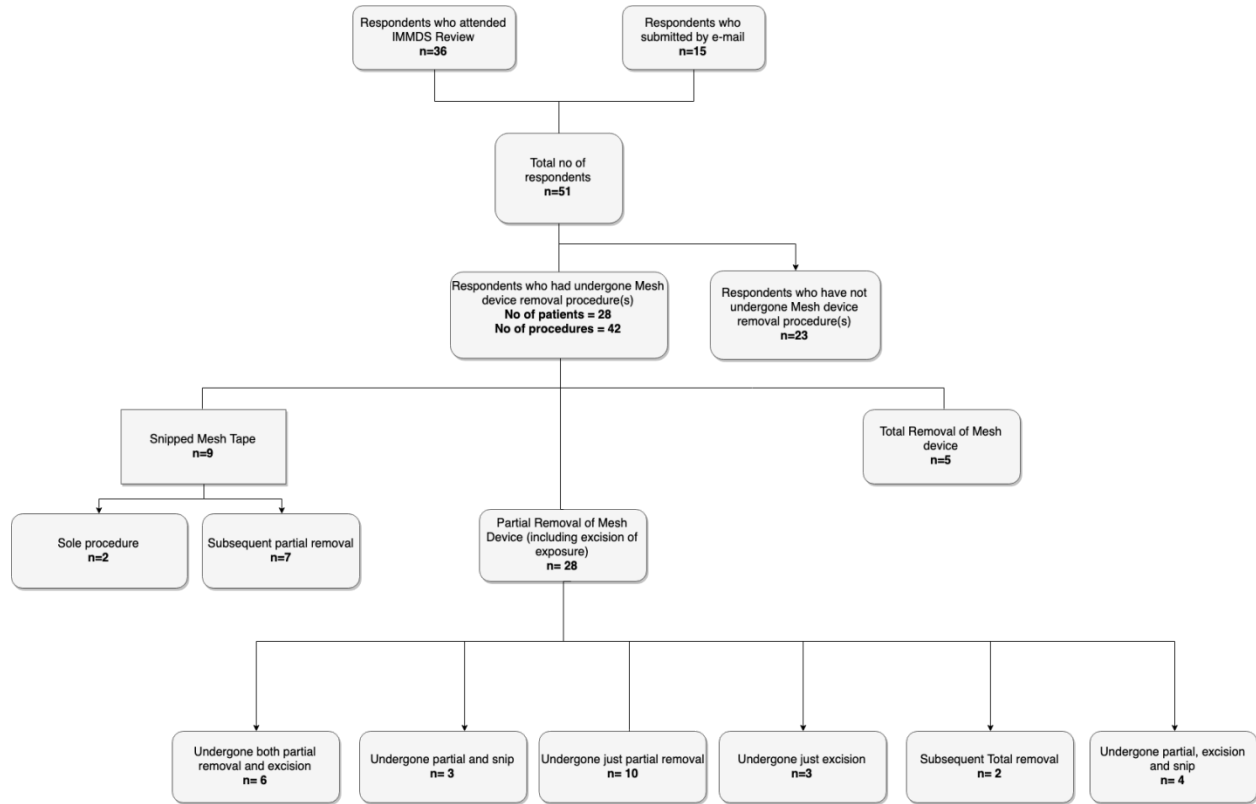 Respondents who attended
IMMDS Review
n=36
Respondents who
submitted by e-mail
n=15
Total no of
respondents
n=51
Respondents who had undergone Mesh
device removal procedure(s)
No of patients = 28
No of procedures = 42
Respondents who have not
undergone Mesh device
removal procedure(s)
n=23
Snipped Mesh Tape
n=9
Total Removal of Mesh
device
n=5
Sole procedure
n=2
Subsequent partial removal
n=7
Partial Removal of Mesh
Device (including excision of
exposure)
n= 28
Undergone both partial
removal and excision
n= 6
Undergone partial and snip
n= 3
Undergone just partial removal
n= 10
Undergone just excision
n=3
Subsequent Total removal
n= 2
Undergone partial, excision
and snip
n= 4